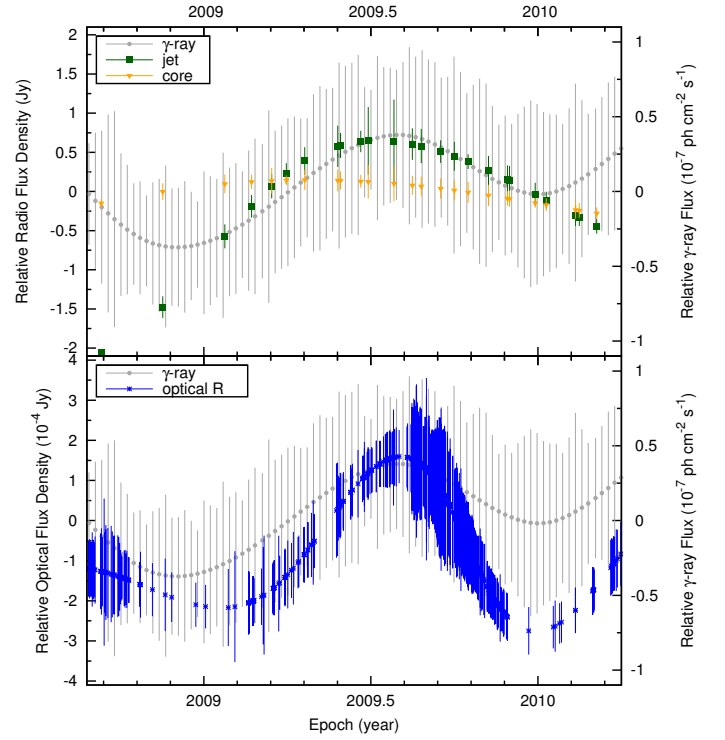 2009 2009.5 2010
Relative Radio Flux Density (Jy)
2
1.5
1
0.5
0
-0.5
-1
-1.5
-2
γ-ray
jet
core
1
0.5
0
-0.5
-1
Relative γ-ray Flux (10⁻⁷ ph cm⁻² s⁻¹)
Relative Optical Flux Density (10⁻⁴ Jy)
4
3
2
1
0
-1
-2
-3
-4
γ-ray
optical R
1
0.5
0
-0.5
-1
Relative γ-ray Flux (10⁻⁷ ph cm⁻² s⁻¹)
2009 2009.5 2010
Epoch (year)